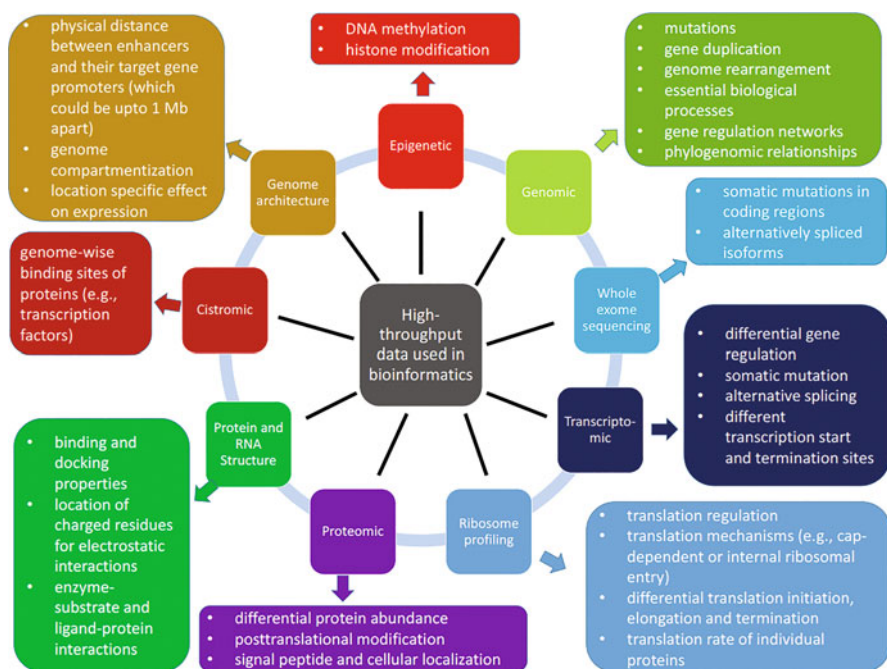 • physical distance
between enhancers
and their target gene
promoters (which
could be upto 1 Mb
apart)
• genome
compartmentization
• location specific effect
on expression
• DNA methylation
• histone modification
• mutations
• gene duplication
• genome rearrangement
• essential biological
processes
• gene regulation networks
• phylogenomic relationships
Epigenetic
Genome
architecture
Genomic
• somatic mutations in
coding regions
• alternatively spliced
isoforms
genome-wise
binding sites of
proteins (e.g.,
transcription
factors)
Cistromic
High-
throughput
data used in
bioinformatics
Whole
exome
sequencing
• differential gene
regulation
• somatic mutation
• alternative splicing
• different
transcription start
and termination sites
Protein and
RNA
Structure
Transcripto-
mic
• binding and
docking
properties
• location of
charged residues
for electrostatic
interactions
• enzyme-
substrate and
ligand-protein
interactions
Proteomic
Ribosome
profiling
• translation regulation
• translation mechanisms (e.g., cap-
dependent or internal ribosomal
entry)
• differential translation initiation,
elongation and termination
• translation rate of individual
proteins
• differential protein abundance
• posttranslational modification
• signal peptide and cellular localization